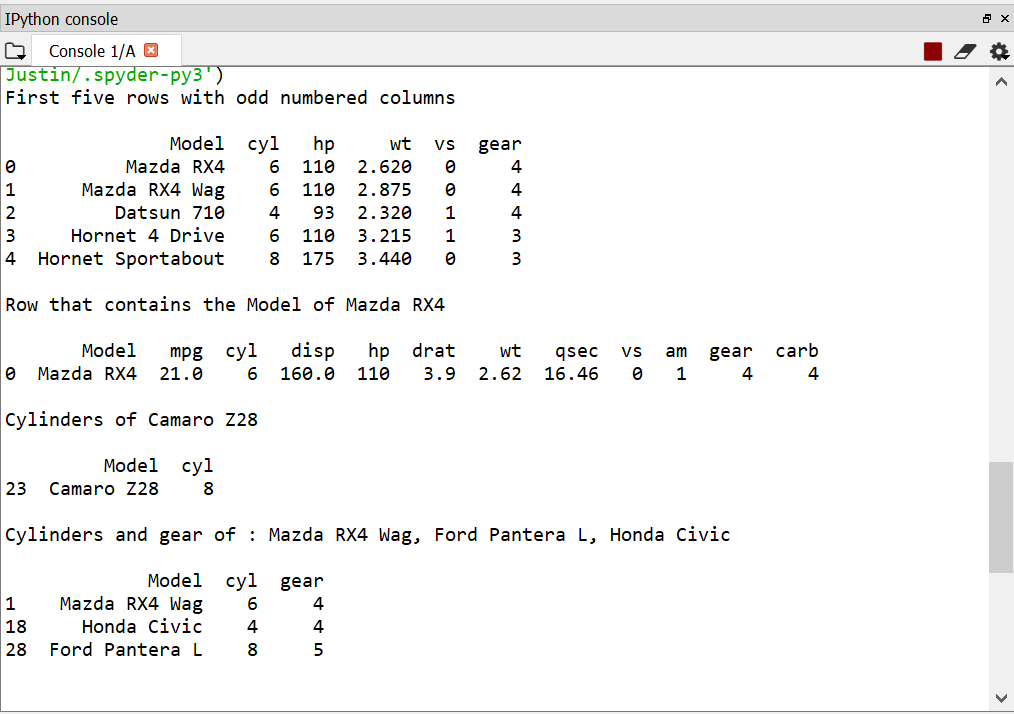 IPython console
Console 1/A
Justin/.spyder-py3')
First five rows with odd numbered columns
Model cyl hp wt vs gear
0 Mazda RX4 6 110 2.620 0 4
1 Mazda RX4 Wag 6 110 2.875 0 4
2 Datsun 710 4 93 2.320 1 4
3 Hornet 4 Drive 6 110 3.215 1 3
4 Hornet Sportabout 8 175 3.440 0 3
Row that contains the Model of Mazda RX4
Model mpg cyl disp hp drat wt qsec vs am gear carb
0 Mazda RX4 21.0 6 160.0 110 3.9 2.62 16.46 0 1 4 4
Cylinders of Camaro Z28
Model cyl
23 Camaro Z28 8
Cylinders and gear of : Mazda RX4 Wag, Ford Pantera L, Honda Civic
Model cyl gear
1 Mazda RX4 Wag 6 4
18 Honda Civic 4 4
28 Ford Pantera L 8 5